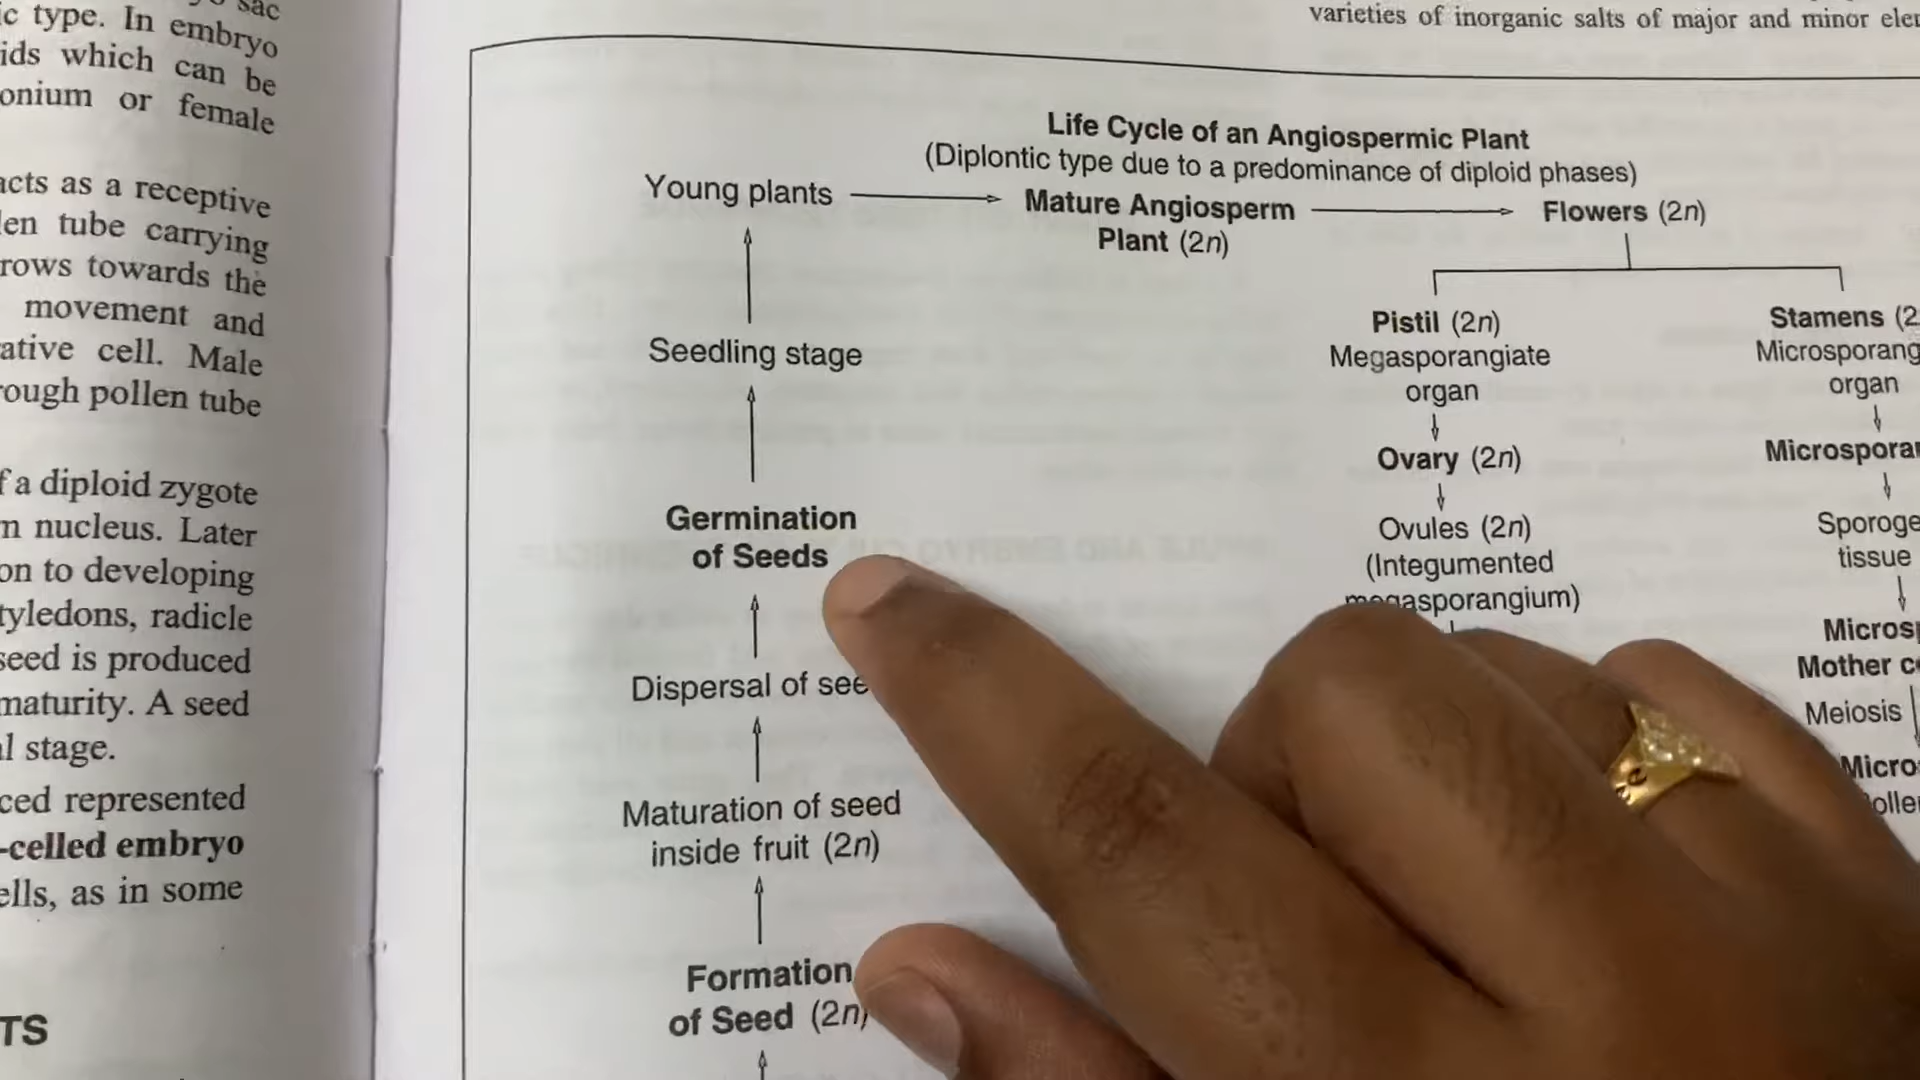 sac
ic type. In embryo
ids which can be
onium or female
acts as a receptive
len tube carrying
rows towards the
movement and
ative cell. Male
rough pollen tube
f a diploid zygote
n nucleus. Later
on to developing
tyledons, radicle
seed is produced
maturity. A seed
al stage.
ced represented
-celled embryo
ells, as in some
TS
varieties of inorganic salts of major and minor ele
Life Cycle of an Angiospermic Plant
(Diplontic type due to a predominance of diploid phases)
Young plants
Mature Angiosperm
Plant (2n)
Flowers (2n)
Seedling stage
Germination
of Seeds
Dispersal of see
Maturation of seed
inside fruit (2n)
Formation
of Seed (2n)
Pistil (2n)
Megasporangiate
organ
Ovary (2n)
Ovules (2n)
(Integumented
megasporangium)
Stamens (2
Microsporang
organ
Microspora
Sporoge
tissue
Micros
Mother c
Meiosis
Micro
olle